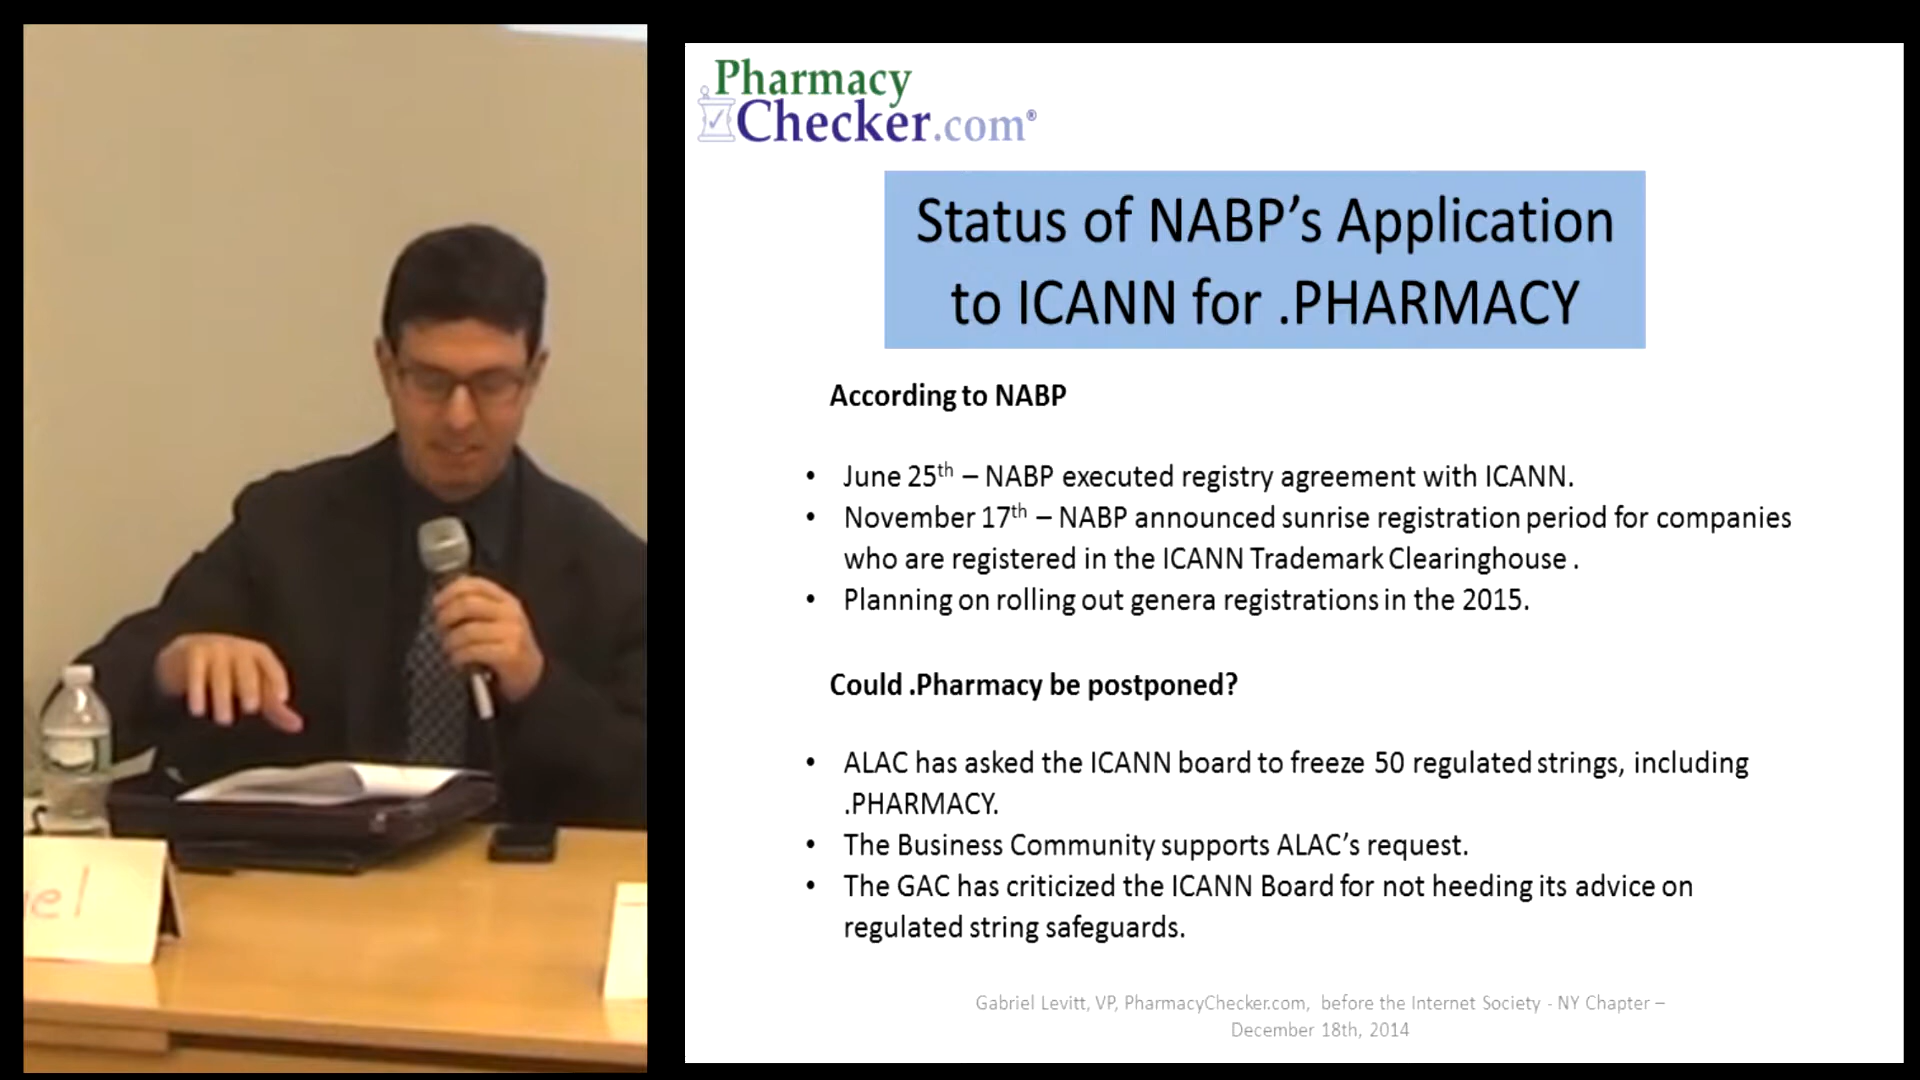 Pharmacy
Checker.com®
Status of NABP’s Application
to ICANN for .PHARMACY
According to NABP
• June 25th – NABP executed registry agreement with ICANN.
• November 17th – NABP announced sunrise registration period for companies
who are registered in the ICANN Trademark Clearinghouse .
• Planning on rolling out genera registrations in the 2015.
Could .Pharmacy be postponed?
• ALAC has asked the ICANN board to freeze 50 regulated strings, including
.PHARMACY.
• The Business Community supports ALAC’s request.
• The GAC has criticized the ICANN Board for not heeding its advice on
regulated string safeguards.
Gabriel Levitt, VP, PharmacyChecker.com, before the Internet Society - NY Chapter –
December 18th, 2014